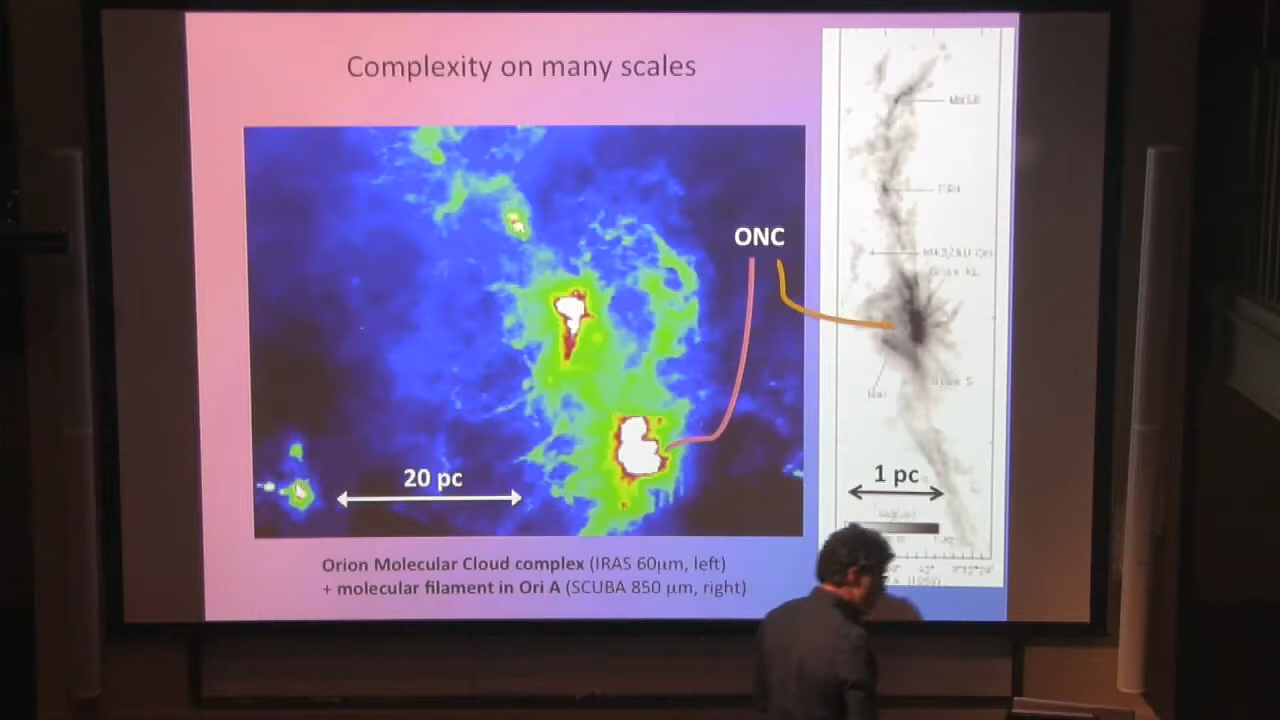 Complexity on many scales
ONC
20 pc
1 pc
Orion Molecular Cloud complex (IRAS 60μm, left)
+ molecular filament in Ori A (SCUBA 850 μm, right)